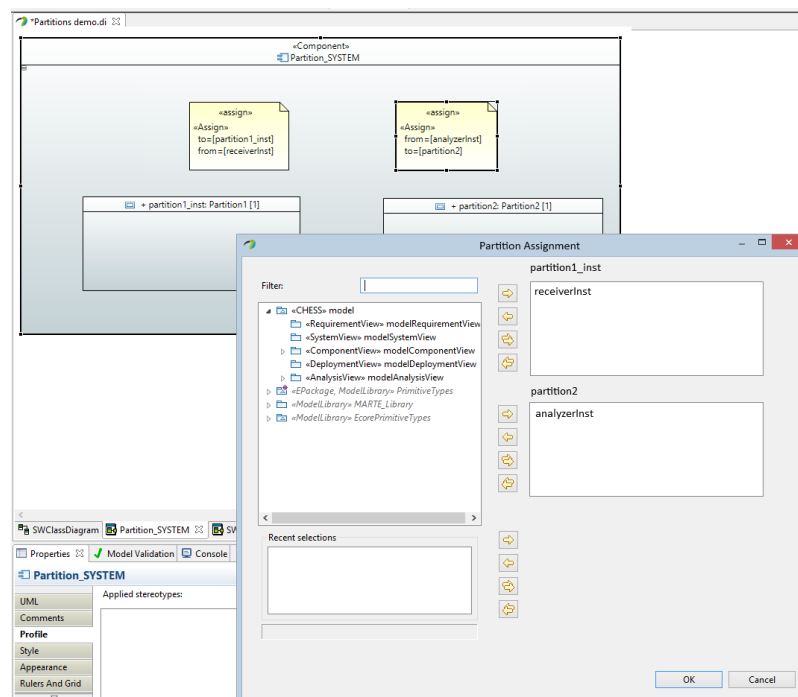 *Partitions demo.di
«Component»
Partition_SYSTEM
«assign»
«Assign»
to=[partition1_inst]
from=[receiverInst]
«assign»
«Assign»
from=[analyzerInst]
to=[partition2]
+ partition1_inst: Partition1 [1]
+ partition2: Partition2 [1]
Partition Assignment
Filter:
«CHESS» model
«RequirementView» modelRequirementView
«SystemView» modelSystemView
«ComponentView» modelComponentView
«DeploymentView» modelDeploymentView
«AnalysisView» modelAnalysisView
«EPackage, ModelLibrary» PrimitiveTypes
«ModelLibrary» MARTE_Library
«ModelLibrary» EcorePrimitiveTypes
partition1_inst
receiverInst
partition2
analyzerInst
Recent selections
OK Cancel
SWClassDiagram Partition_SYSTEM SW
Properties Model Validation Console
Partition_SYSTEM
Applied stereotypes:
UML
Comments
Profile
Style
Appearance
Rulers And Grid